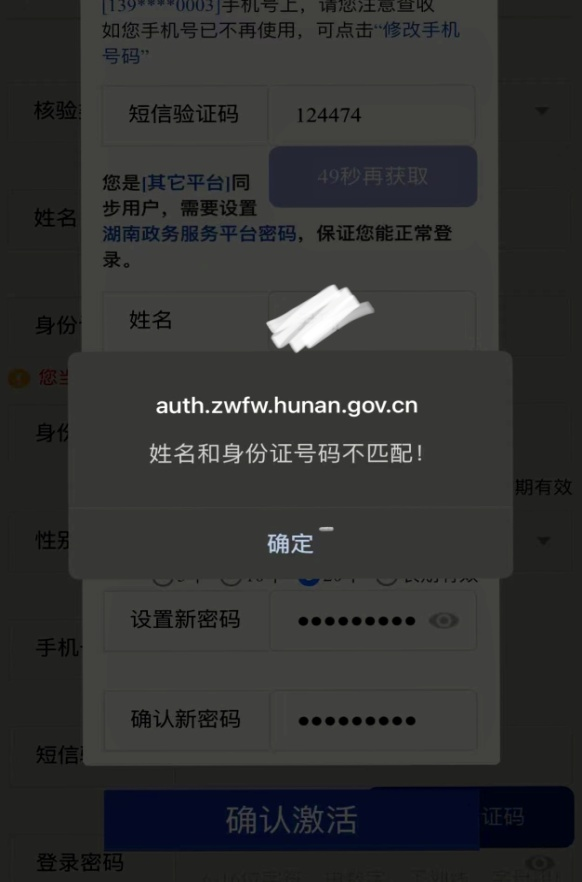 [139****0003]手机号上，请您注意查收
如您手机号已不再使用，可点击“修改手机
号码”
核验
短信验证码
124474
49秒再获取
您是[其它平台]同
步用户，需要设置
湖南政务服务平台密码，保证您能正常登
录。
姓名
姓名
身份
您当
auth.zwfw.hunan.gov.cn
姓名和身份证号码不匹配！
身份
期有效
确定
性别
设置新密码
●●●●●●●●●
手机
确认新密码
●●●●●●●●●
短信
确认激活
证码
登录密码